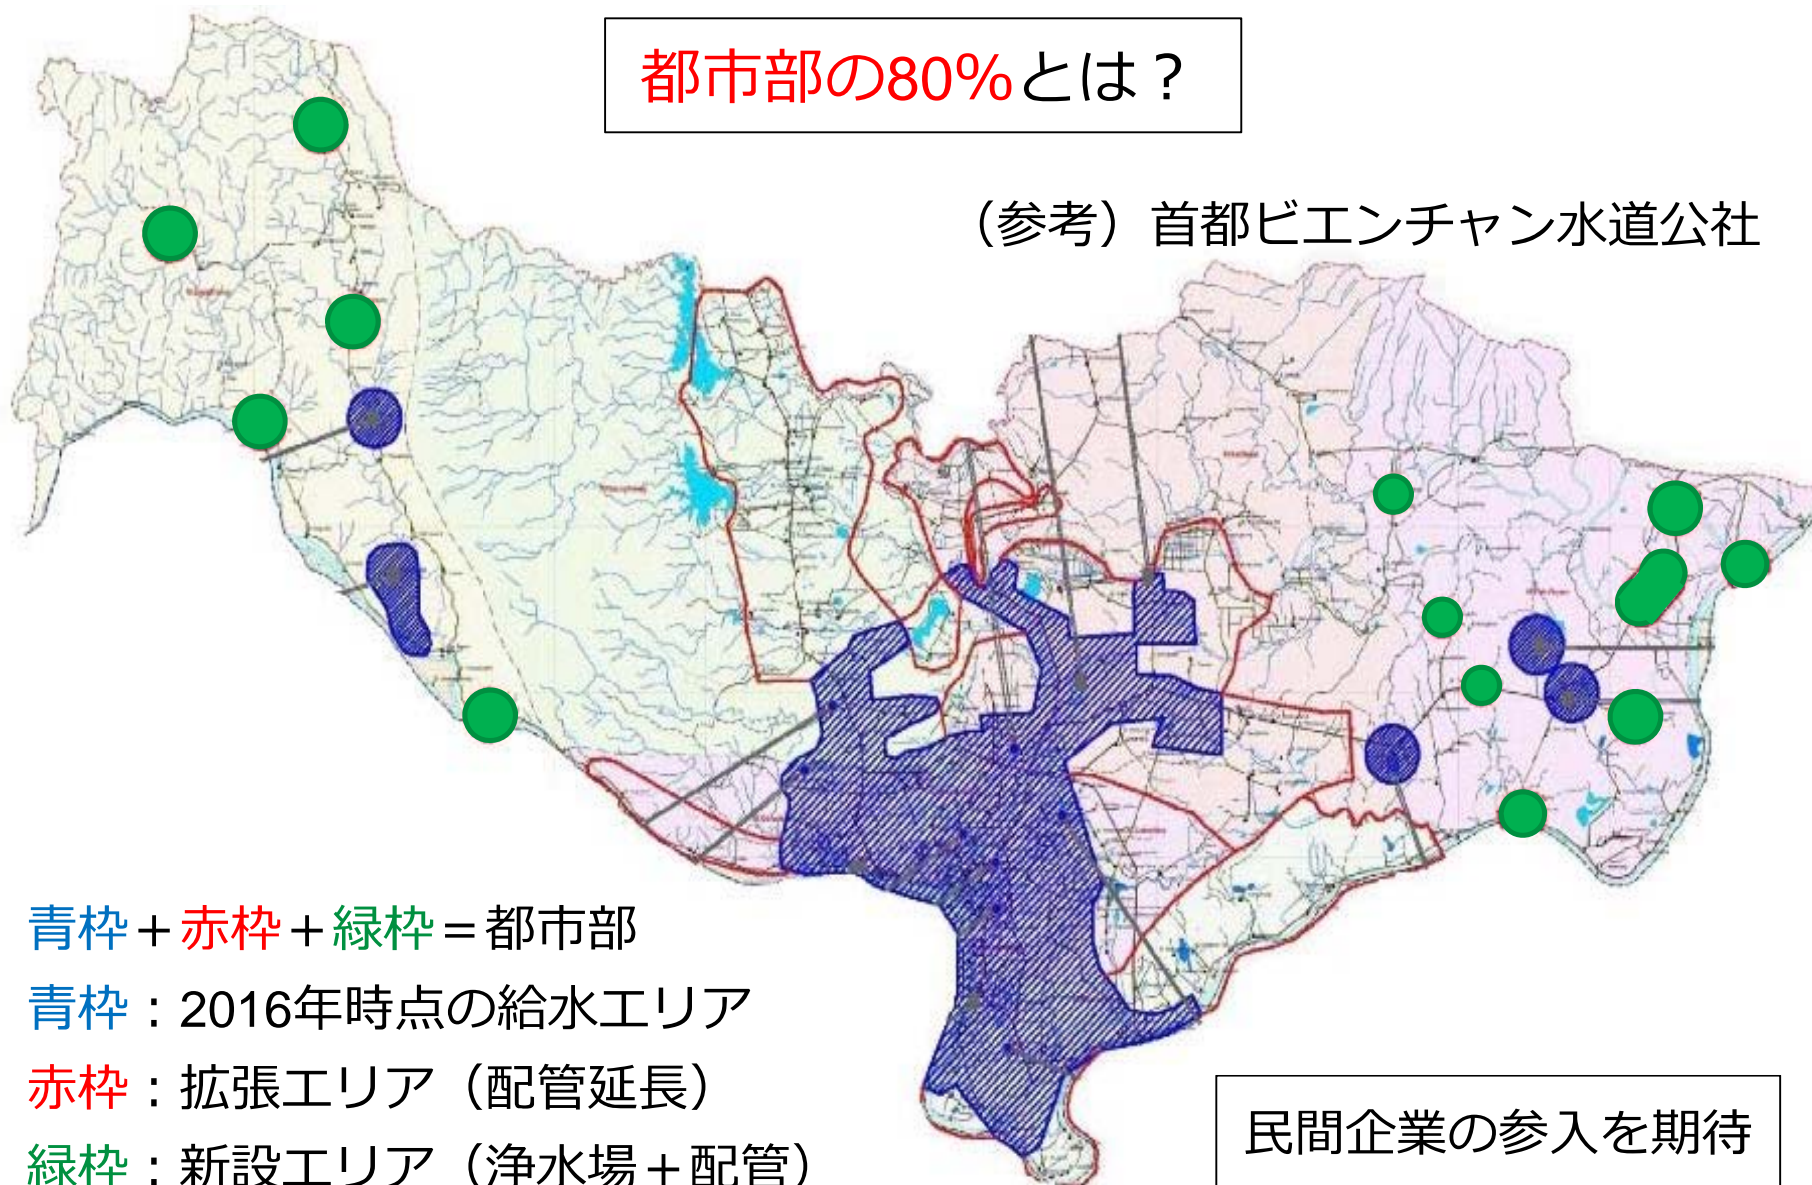 都市部の80%とは？
（参考）首都ビエンチャン水道公社
青枠＋赤枠＋緑枠＝都市部
青枠：2016年時点の給水エリア
赤枠：拡張エリア（配管延長）
緑枠：新設エリア（浄水場＋配管）
民間企業の参入を期待